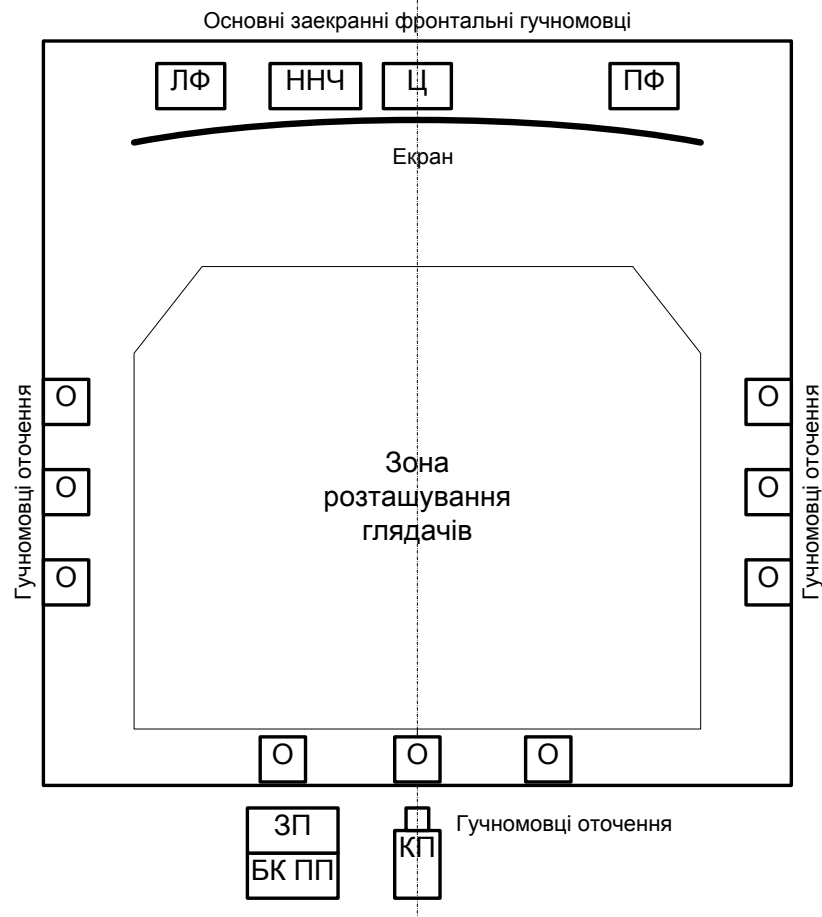 Основні заекранні фронтальні гучномовці
ЛФ
ННЧ
Ц
ПФ
Екран
Гучномовці оточення
О
О
О
Зона
розташування
глядачів
О
О
О
Гучномовці оточення
О
О
О
ЗП
БК ПП
КП
Гучномовці оточення